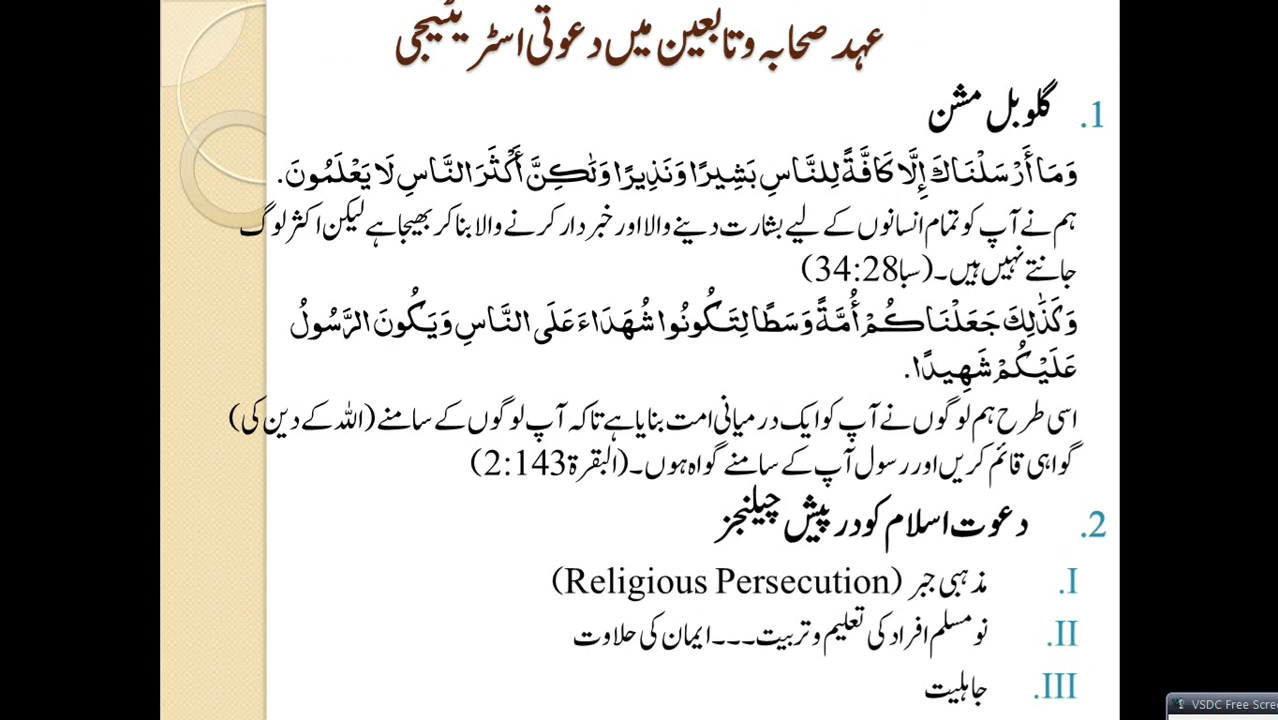 عہد صحابہ و تابعین میں دعوتی اسٹریٹیجی
1. گلوبل مشن
وَمَا أَرْسَلْنَاكَ إِلَّا كَافَّةً لِلنَّاسِ بَشِيرًا وَنَذِيرًا وَلَٰكِنَّ أَكْثَرَ النَّاسِ لَا يَعْلَمُونَ.
ہم نے آپ کو تمام انسانوں کے لیے بشارت دینے والا اور خبردار کرنے والا بنا کر بھیجا ہے لیکن اکثر لوگ
جانتے نہیں ہیں۔ (سبا 34:28)
وَكَذَٰلِكَ جَعَلْنَاكُمْ أُمَّةً وَسَطًا لِتَكُونُوا شُهَدَاءَ عَلَى النَّاسِ وَيَكُونَ الرَّسُولُ
عَلَيْكُمْ شَهِيدًا.
اسی طرح ہم لوگوں نے آپ کو ایک درمیانی امت بنایا ہے تاکہ آپ لوگوں کے سامنے (اللہ کے دین کی)
گواہی قائم کریں اور رسول آپ کے سامنے گواہ ہوں۔ (البقرۃ 2:143)
2. دعوت اسلام کو درپیش چیلنجز
I. مذہبی جبر (Religious Persecution)
II. نو مسلم افراد کی تعلیم و تربیت۔۔۔ ایمان کی حلاوت
III. جاہلیت
VSDC Free Scre